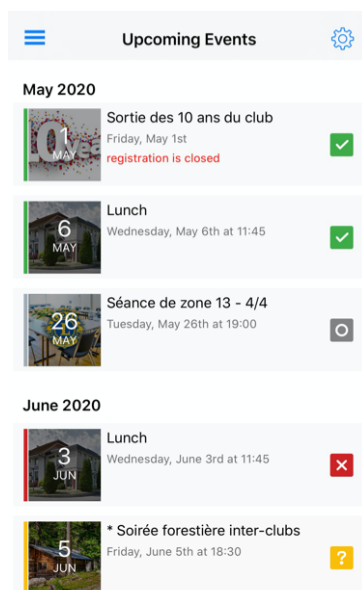 Upcoming Events
May 2020
1
MAY
Sortie des 10 ans du club
Friday, May 1st
registration is closed
6
MAY
Lunch
Wednesday, May 6th at 11:45
26
MAY
Séance de zone 13 - 4/4
Tuesday, May 26th at 19:00
June 2020
3
JUN
Lunch
Wednesday, June 3rd at 11:45
5
JUN
* Soirée forestière inter-clubs
Friday, June 5th at 18:30
?